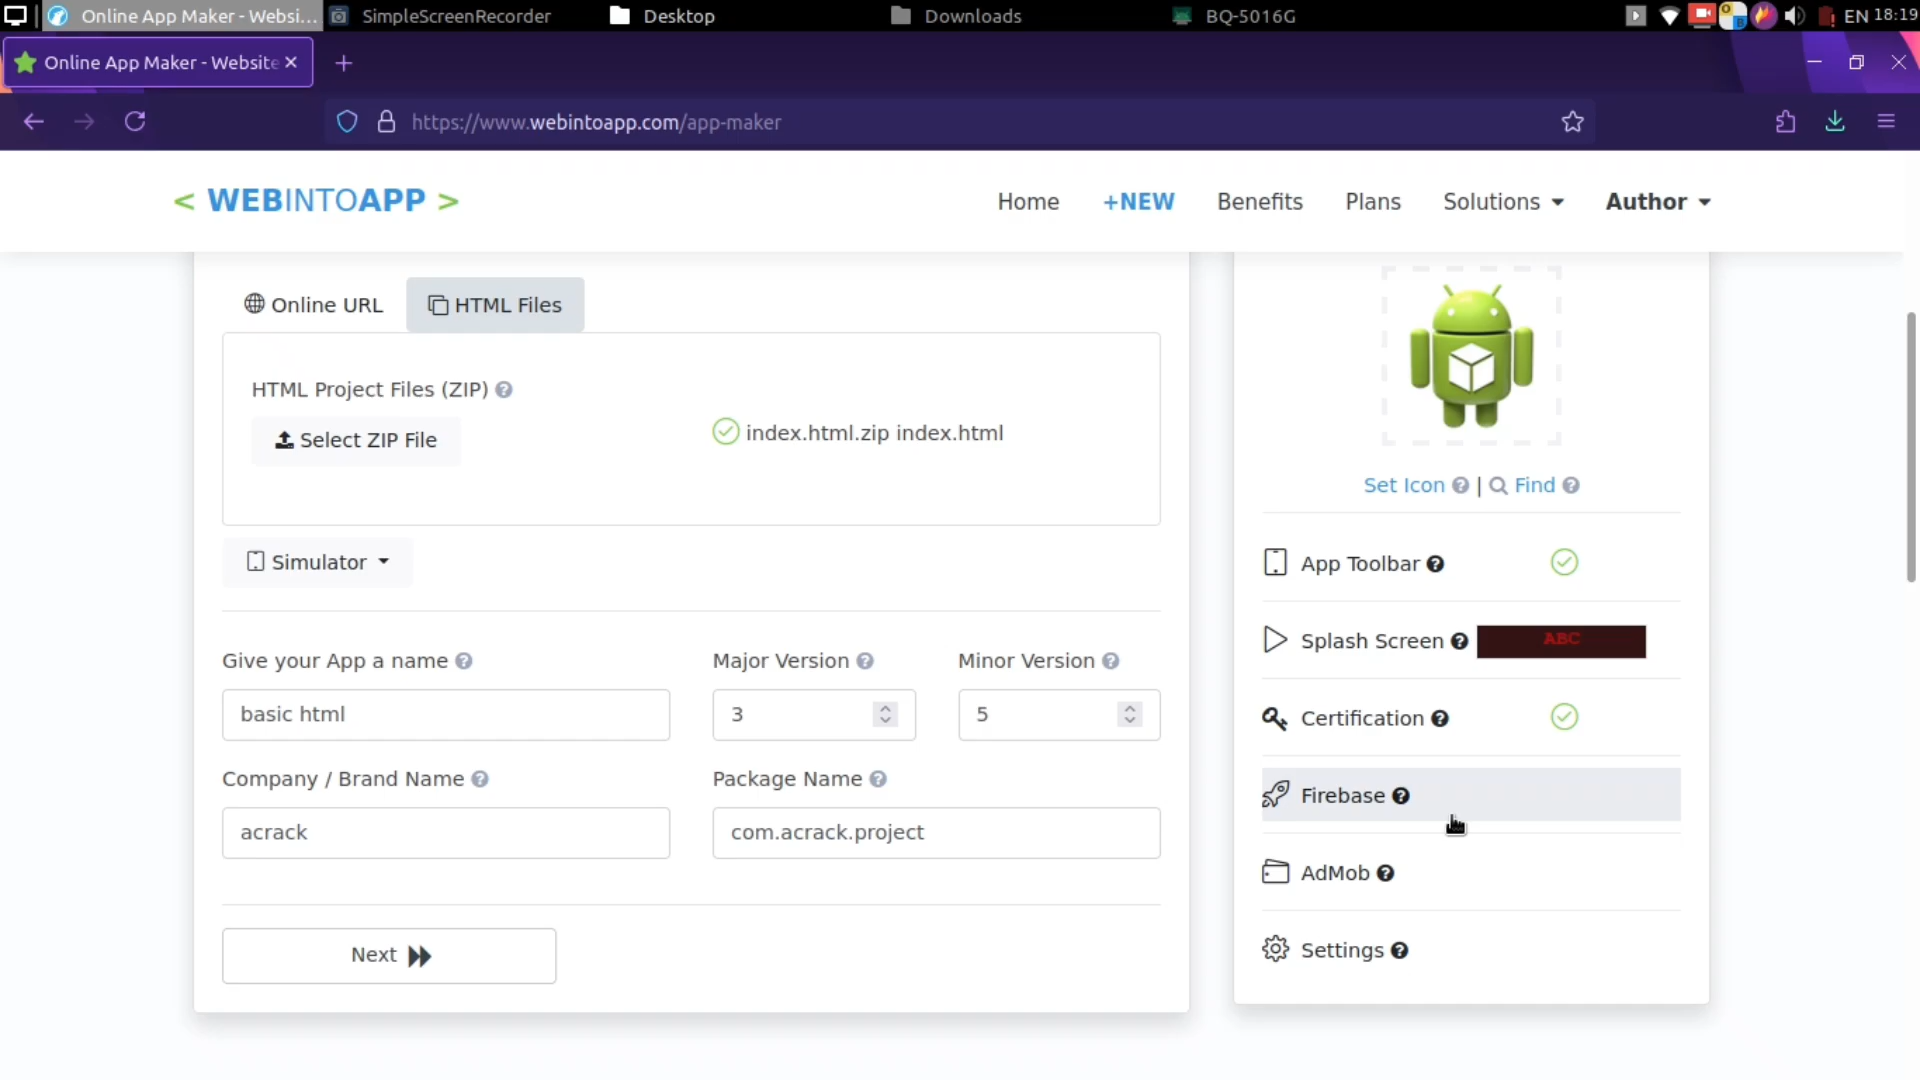 Online App Maker - Websi...
SimpleScreenRecorder
Desktop
Downloads
BQ-5016G
EN 18:19
Online App Maker - Website
https://www.webintoapp.com/app-maker
< WEBINTOAPP >
Home
+NEW
Benefits
Plans
Solutions
Author
Online URL
HTML Files
HTML Project Files (ZIP)
Select ZIP File
index.html.zip index.html
Simulator
Give your App a name
Major Version
Minor Version
basic html
3
5
Company / Brand Name
Package Name
acrack
com.acrack.project
Next
Set Icon | Find
App Toolbar
Splash Screen
ABC
Certification
Firebase
AdMob
Settings